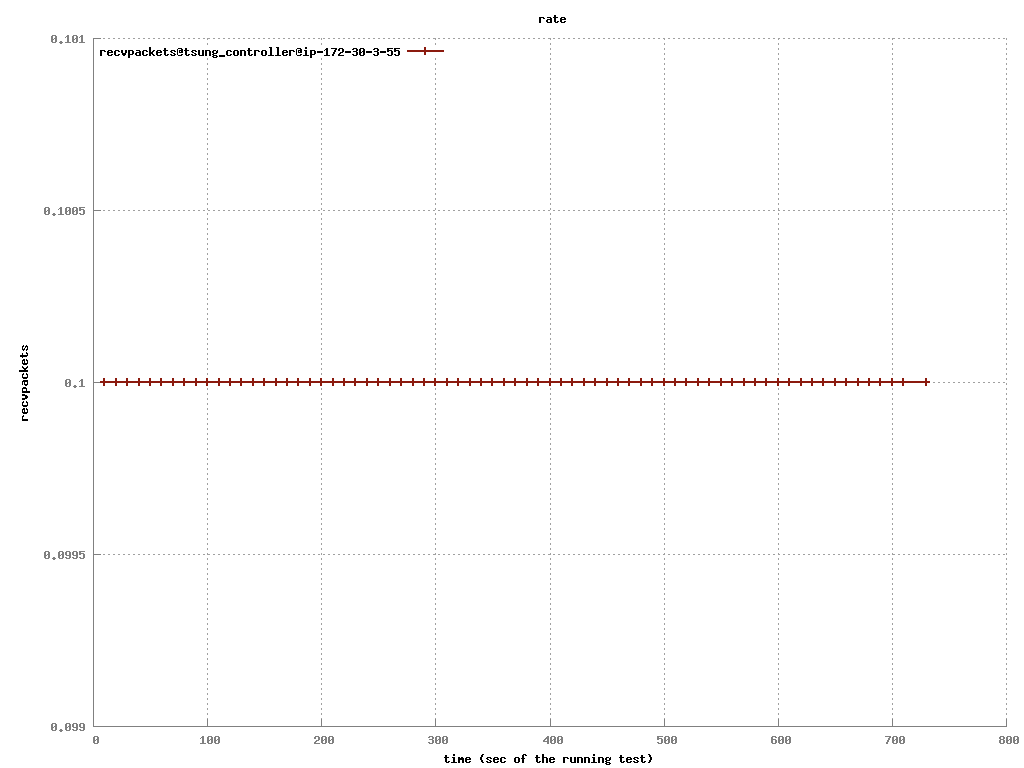 rate
0.101
recvpackets@tsung_controller@ip-172-30-3-55
0.1005
recvpackets
0.1
0.0995
0.099
0 100 200 300 400 500 600 700 800
time (sec of the running test)